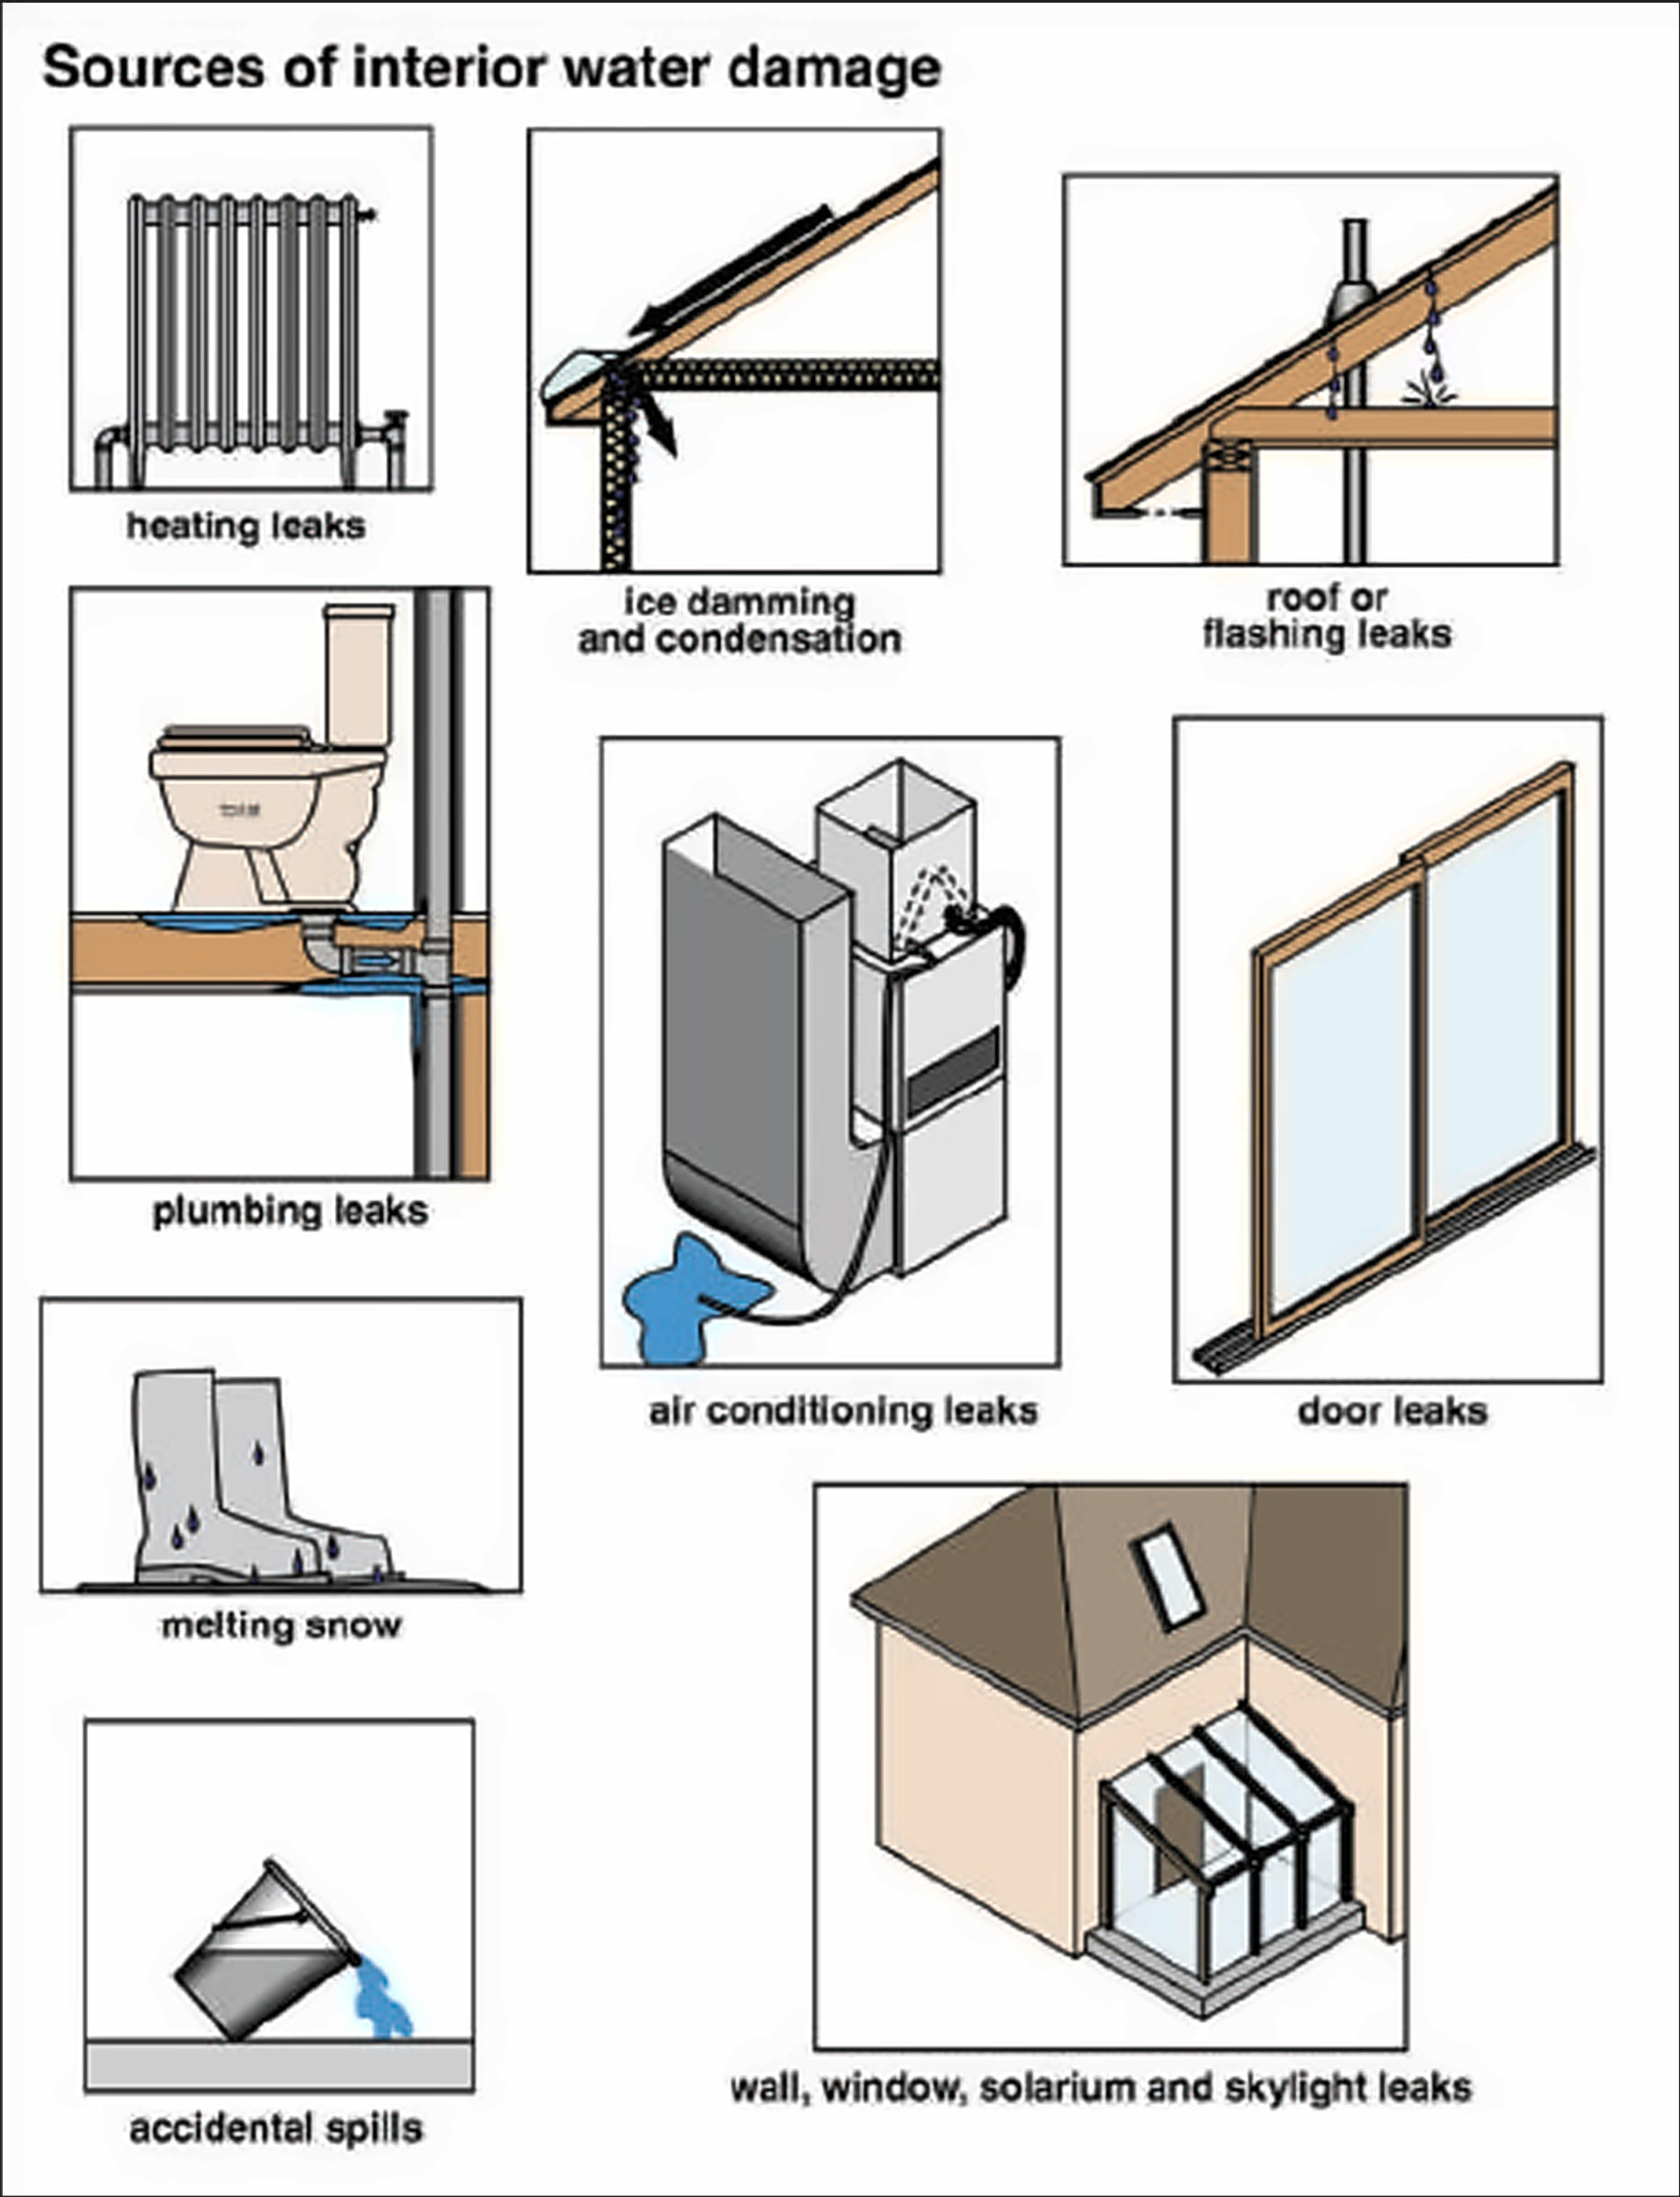 Sources of interior water damage
heating leaks
ice damming
and condensation
roof or
flashing leaks
plumbing leaks
air conditioning leaks
door leaks
melting snow
wall, window, solarium and skylight leaks
accidental spills